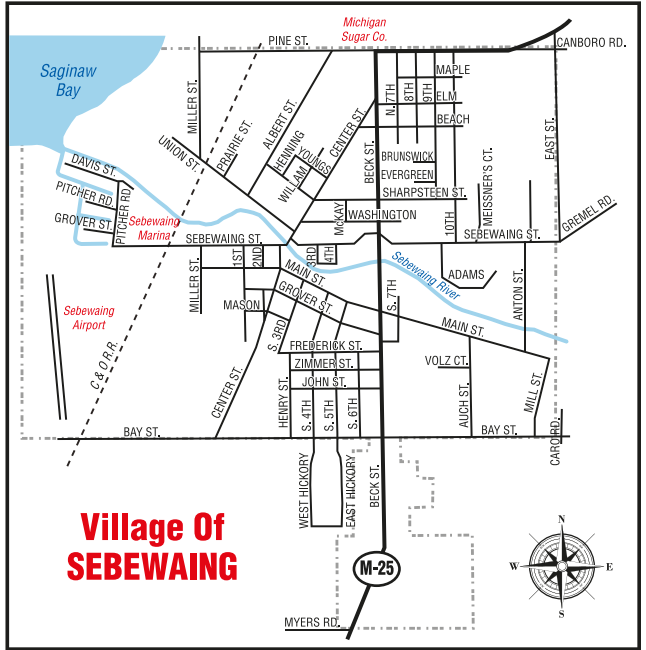 Michigan
Sugar Co.
PINE ST.
CANBORO RD.
Saginaw
Bay
MILLER ST.
MAPLE
N. 7TH
8TH
9TH
ELM
BEACH
ALBERT ST.
PRAIRIE ST.
UNION ST.
HENNING
YOUNGS
WILLAM
CENTER ST.
BECK ST.
BRUNSWICK
EVERGREEN
SHARPSTEEN ST.
MEISSNER'S CT.
EAST ST.
DAVIS ST.
PITCHER RD.
PITCHER RD.
GROVER ST.
Sebewaing
Marina
MCKAY
WASHINGTON
10TH
GREMEL RD.
SEBEWAING ST.
SEBEWAING ST.
1ST
2ND
3RD
4TH
MAIN ST.
Sebewaing River
ADAMS
ANTON ST.
MILLER ST.
MASON
GROVER ST.
S. 7TH
MAIN ST.
Sebewaing
Airport
S. 3RD
FREDERICK ST.
ZIMMER ST.
JOHN ST.
VOLZ CT.
C & O R.R.
CENTER ST.
HENRY ST.
S. 4TH
S. 5TH
S. 6TH
AUCH ST.
MILL ST.
BAY ST.
BAY ST.
CARO RD.
WEST HICKORY
EAST HICKORY
BECK ST.
Village Of
SEBEWAING
M-25
MYERS RD.
N
W
E
S